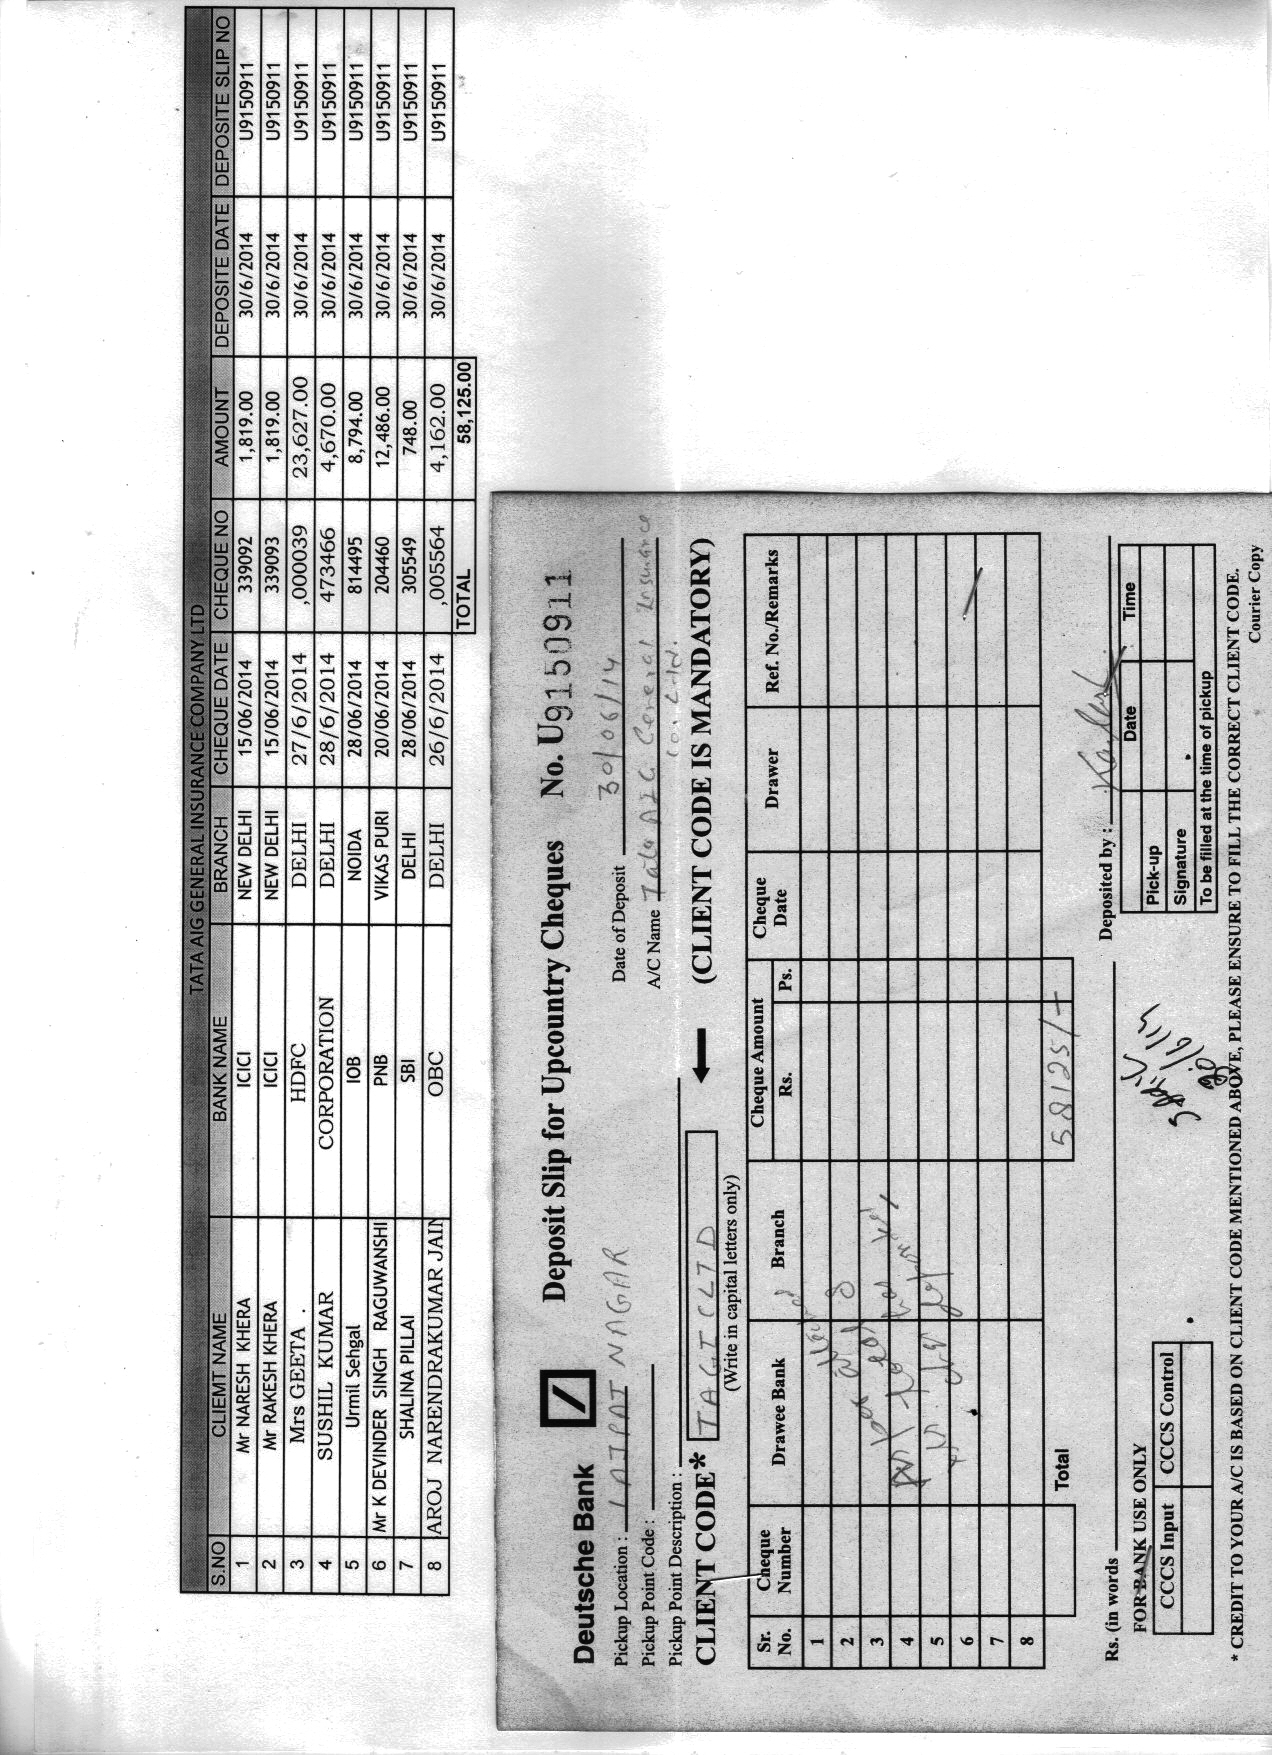 TATA AIG GENERAL INSURANCE COMPANY LTD
S.NO CLIEMT NAME BANK NAME BRANCH CHEQUE DATE CHEQUE NO AMOUNT DEPOSITE DATE DEPOSITE SLIP NO
1 Mr NARESH KHERA ICICI NEW DELHI 15/06/2014 339092 1,819.00 30/6/2014 U9150911
2 Mr RAKESH KHERA ICICI NEW DELHI 15/06/2014 339093 1,819.00 30/6/2014 U9150911
3 Mrs GEETA . HDFC DELHI 27/6/2014 ,000039 23,627.00 30/6/2014 U9150911
4 SUSHIL KUMAR CORPORATION DELHI 28/6/2014 473466 4,670.00 30/6/2014 U9150911
5 Urmil Sehgal IOB NOIDA 28/06/2014 814495 8,794.00 30/6/2014 U9150911
6 Mr K DEVINDER SINGH RAGUWANSHI PNB VIKAS PURI 20/06/2014 204460 12,486.00 30/6/2014 U9150911
7 SHALINA PILLAI SBI DELHI 28/06/2014 305549 748.00 30/6/2014 U9150911
8 AROJ NARENDRAKUMAR JAIN OBC DELHI 26/6/2014 ,005564 4,162.00 30/6/2014 U9150911
TOTAL 58,125.00
Deutsche Bank Deposit Slip for Upcountry Cheques No. U9150911
Pickup Location : LAJPAT NAGAR Date of Deposit 30/06/14
Pickup Point Code : A/C Name Tata AIG General Insurance
Pickup Point Description : Co. Ltd.
CLIENT CODE* TAGICLTD (CLIENT CODE IS MANDATORY)
(Write in capital letters only)
Sr. No. Cheque Number Drawee Bank Branch Cheque Amount Rs. Ps. Cheque Date Drawer Ref. No./Remarks
1
2
3
4
5
6
7
8
Total 58125/-
Rs. (in words Deposited by :
FOR BANK USE ONLY
CCCS Input CCCS Control
Date Time
Pick-up
Signature
To be filled at the time of pickup
* CREDIT TO YOUR A/C IS BASED ON CLIENT CODE MENTIONED ABOVE, PLEASE ENSURE TO FILL THE CORRECT CLIENT CODE.
Courier Copy